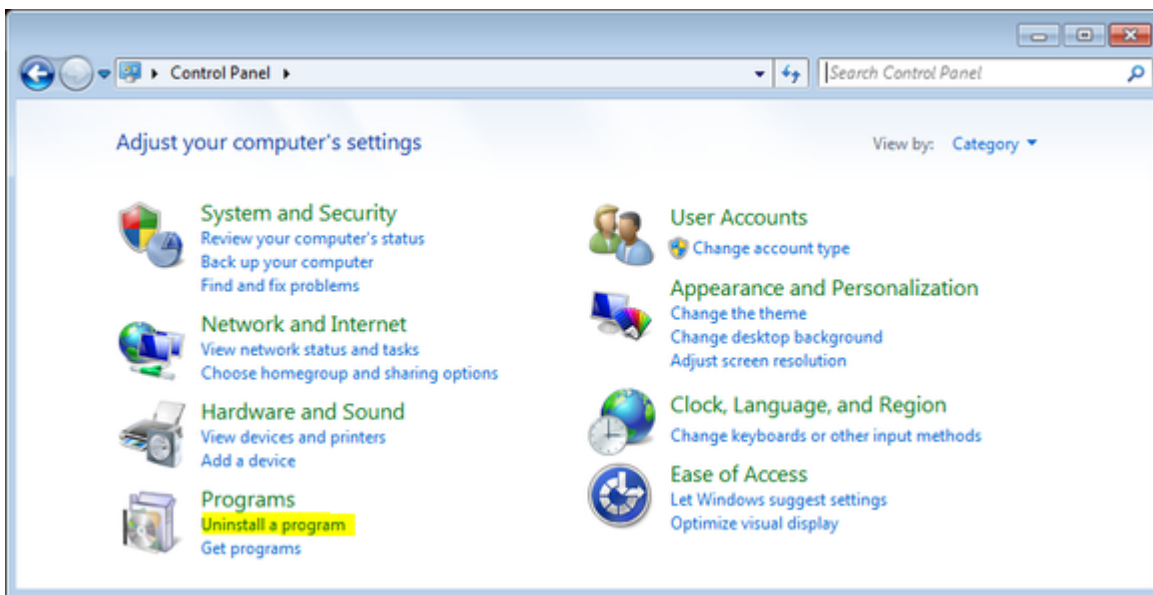 Control Panel
Search Control Panel
Adjust your computer's settings
View by: Category
System and Security
Review your computer's status
Back up your computer
Find and fix problems
Network and Internet
View network status and tasks
Choose homegroup and sharing options
Hardware and Sound
View devices and printers
Add a device
Programs
Uninstall a program
Get programs
User Accounts
Change account type
Appearance and Personalization
Change the theme
Change desktop background
Adjust screen resolution
Clock, Language, and Region
Change keyboards or other input methods
Ease of Access
Let Windows suggest settings
Optimize visual display